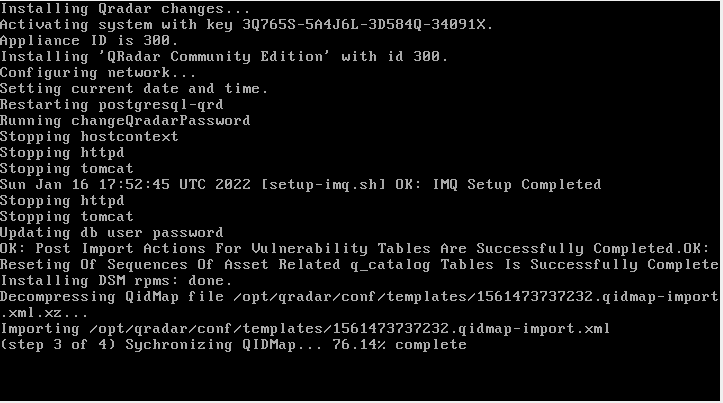 Installing Qradar changes...
Activating system with key 3Q765S-5A4J6L-3D584Q-34091X.
Appliance ID is 300.
Installing 'QRadar Community Edition' with id 300.
Configuring network...
Setting current date and time.
Restarting postgresql-qrd
Running changeQradarPassword
Stopping hostcontext
Stopping httpd
Stopping tomcat
Sun Jan 16 17:52:45 UTC 2022 [setup-imq.sh] OK: IMQ Setup Completed
Stopping httpd
Stopping tomcat
Updating db user password
OK: Post Import Actions For Vulnerability Tables Are Successfully Completed.OK:
Reseting Of Sequences Of Asset Related q_catalog Tables Is Successfully Complete
Installing DSM rpms: done.
Decompressing QidMap file /opt/qradar/conf/templates/1561473737232.qidmap-import
.xml.xz...
Importing /opt/qradar/conf/templates/1561473737232.qidmap-import.xml
(step 3 of 4) Sychronizing QIDMap... 76.14% complete